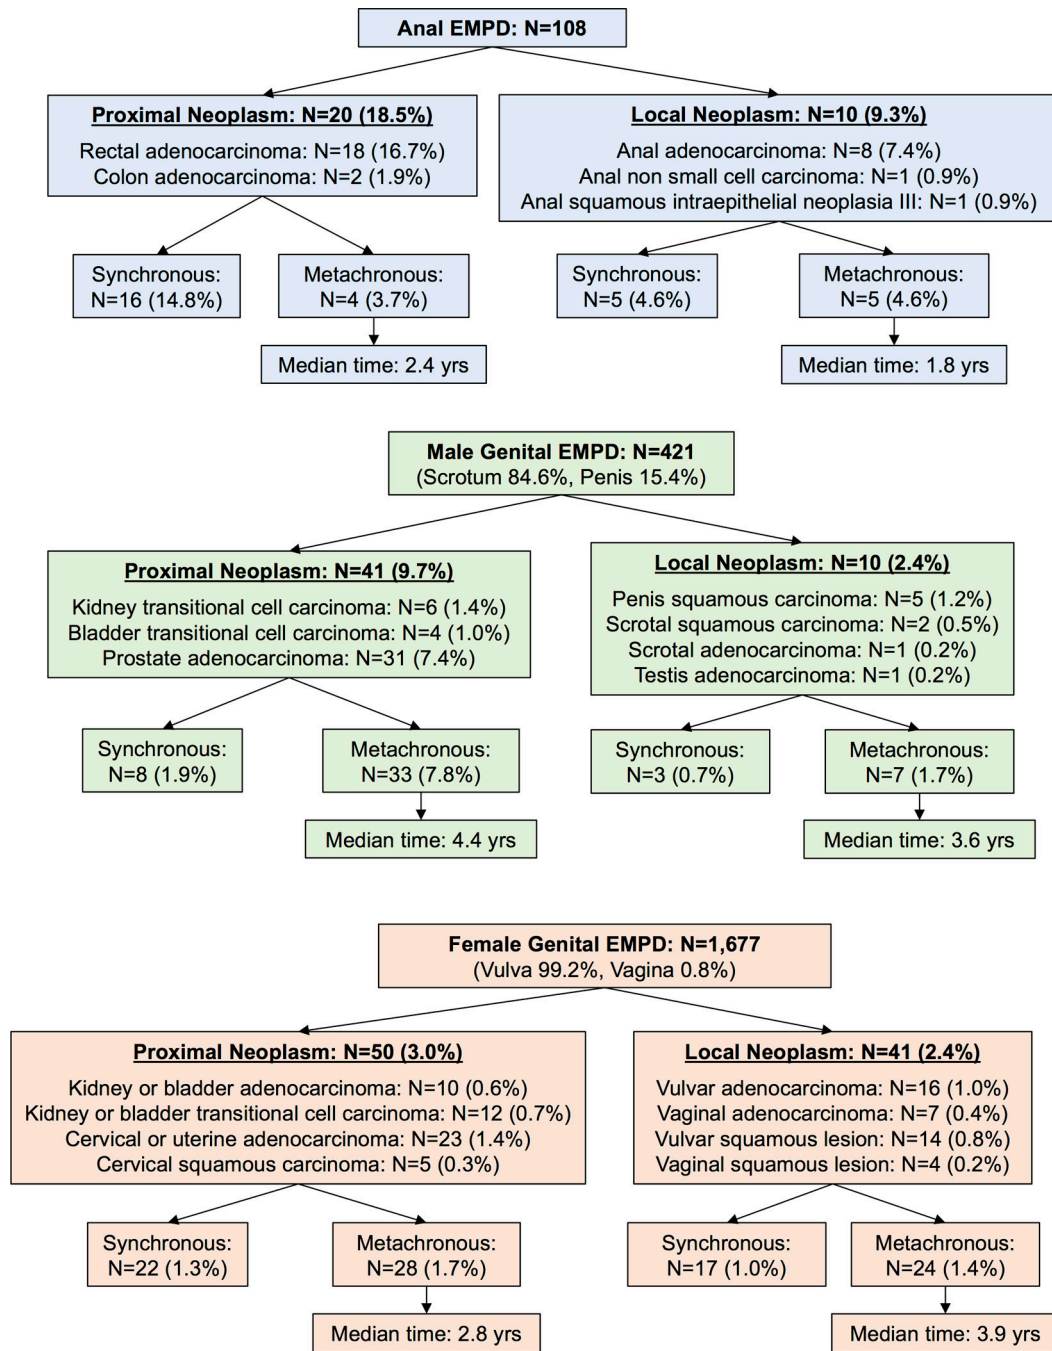 Anal EMPD: N=108
Proximal Neoplasm: N=20 (18.5%)
Rectal adenocarcinoma: N=18 (16.7%)
Colon adenocarcinoma: N=2 (1.9%)
Local Neoplasm: N=10 (9.3%)
Anal adenocarcinoma: N=8 (7.4%)
Anal non small cell carcinoma: N=1 (0.9%)
Anal squamous intraepithelial neoplasia III: N=1 (0.9%)
Synchronous:
N=16 (14.8%)
Metachronous:
N=4 (3.7%)
Median time: 2.4 yrs
Synchronous:
N=5 (4.6%)
Metachronous:
N=5 (4.6%)
Median time: 1.8 yrs
Male Genital EMPD: N=421
(Scrotum 84.6%, Penis 15.4%)
Proximal Neoplasm: N=41 (9.7%)
Kidney transitional cell carcinoma: N=6 (1.4%)
Bladder transitional cell carcinoma: N=4 (1.0%)
Prostate adenocarcinoma: N=31 (7.4%)
Local Neoplasm: N=10 (2.4%)
Penis squamous carcinoma: N=5 (1.2%)
Scrotal squamous carcinoma: N=2 (0.5%)
Scrotal adenocarcinoma: N=1 (0.2%)
Testis adenocarcinoma: N=1 (0.2%)
Synchronous:
N=8 (1.9%)
Metachronous:
N=33 (7.8%)
Median time: 4.4 yrs
Synchronous:
N=3 (0.7%)
Metachronous:
N=7 (1.7%)
Median time: 3.6 yrs
Female Genital EMPD: N=1,677
(Vulva 99.2%, Vagina 0.8%)
Proximal Neoplasm: N=50 (3.0%)
Kidney or bladder adenocarcinoma: N=10 (0.6%)
Kidney or bladder transitional cell carcinoma: N=12 (0.7%)
Cervical or uterine adenocarcinoma: N=23 (1.4%)
Cervical squamous carcinoma: N=5 (0.3%)
Local Neoplasm: N=41 (2.4%)
Vulvar adenocarcinoma: N=16 (1.0%)
Vaginal adenocarcinoma: N=7 (0.4%)
Vulvar squamous lesion: N=14 (0.8%)
Vaginal squamous lesion: N=4 (0.2%)
Synchronous:
N=22 (1.3%)
Metachronous:
N=28 (1.7%)
Median time: 2.8 yrs
Synchronous:
N=17 (1.0%)
Metachronous:
N=24 (1.4%)
Median time: 3.9 yrs